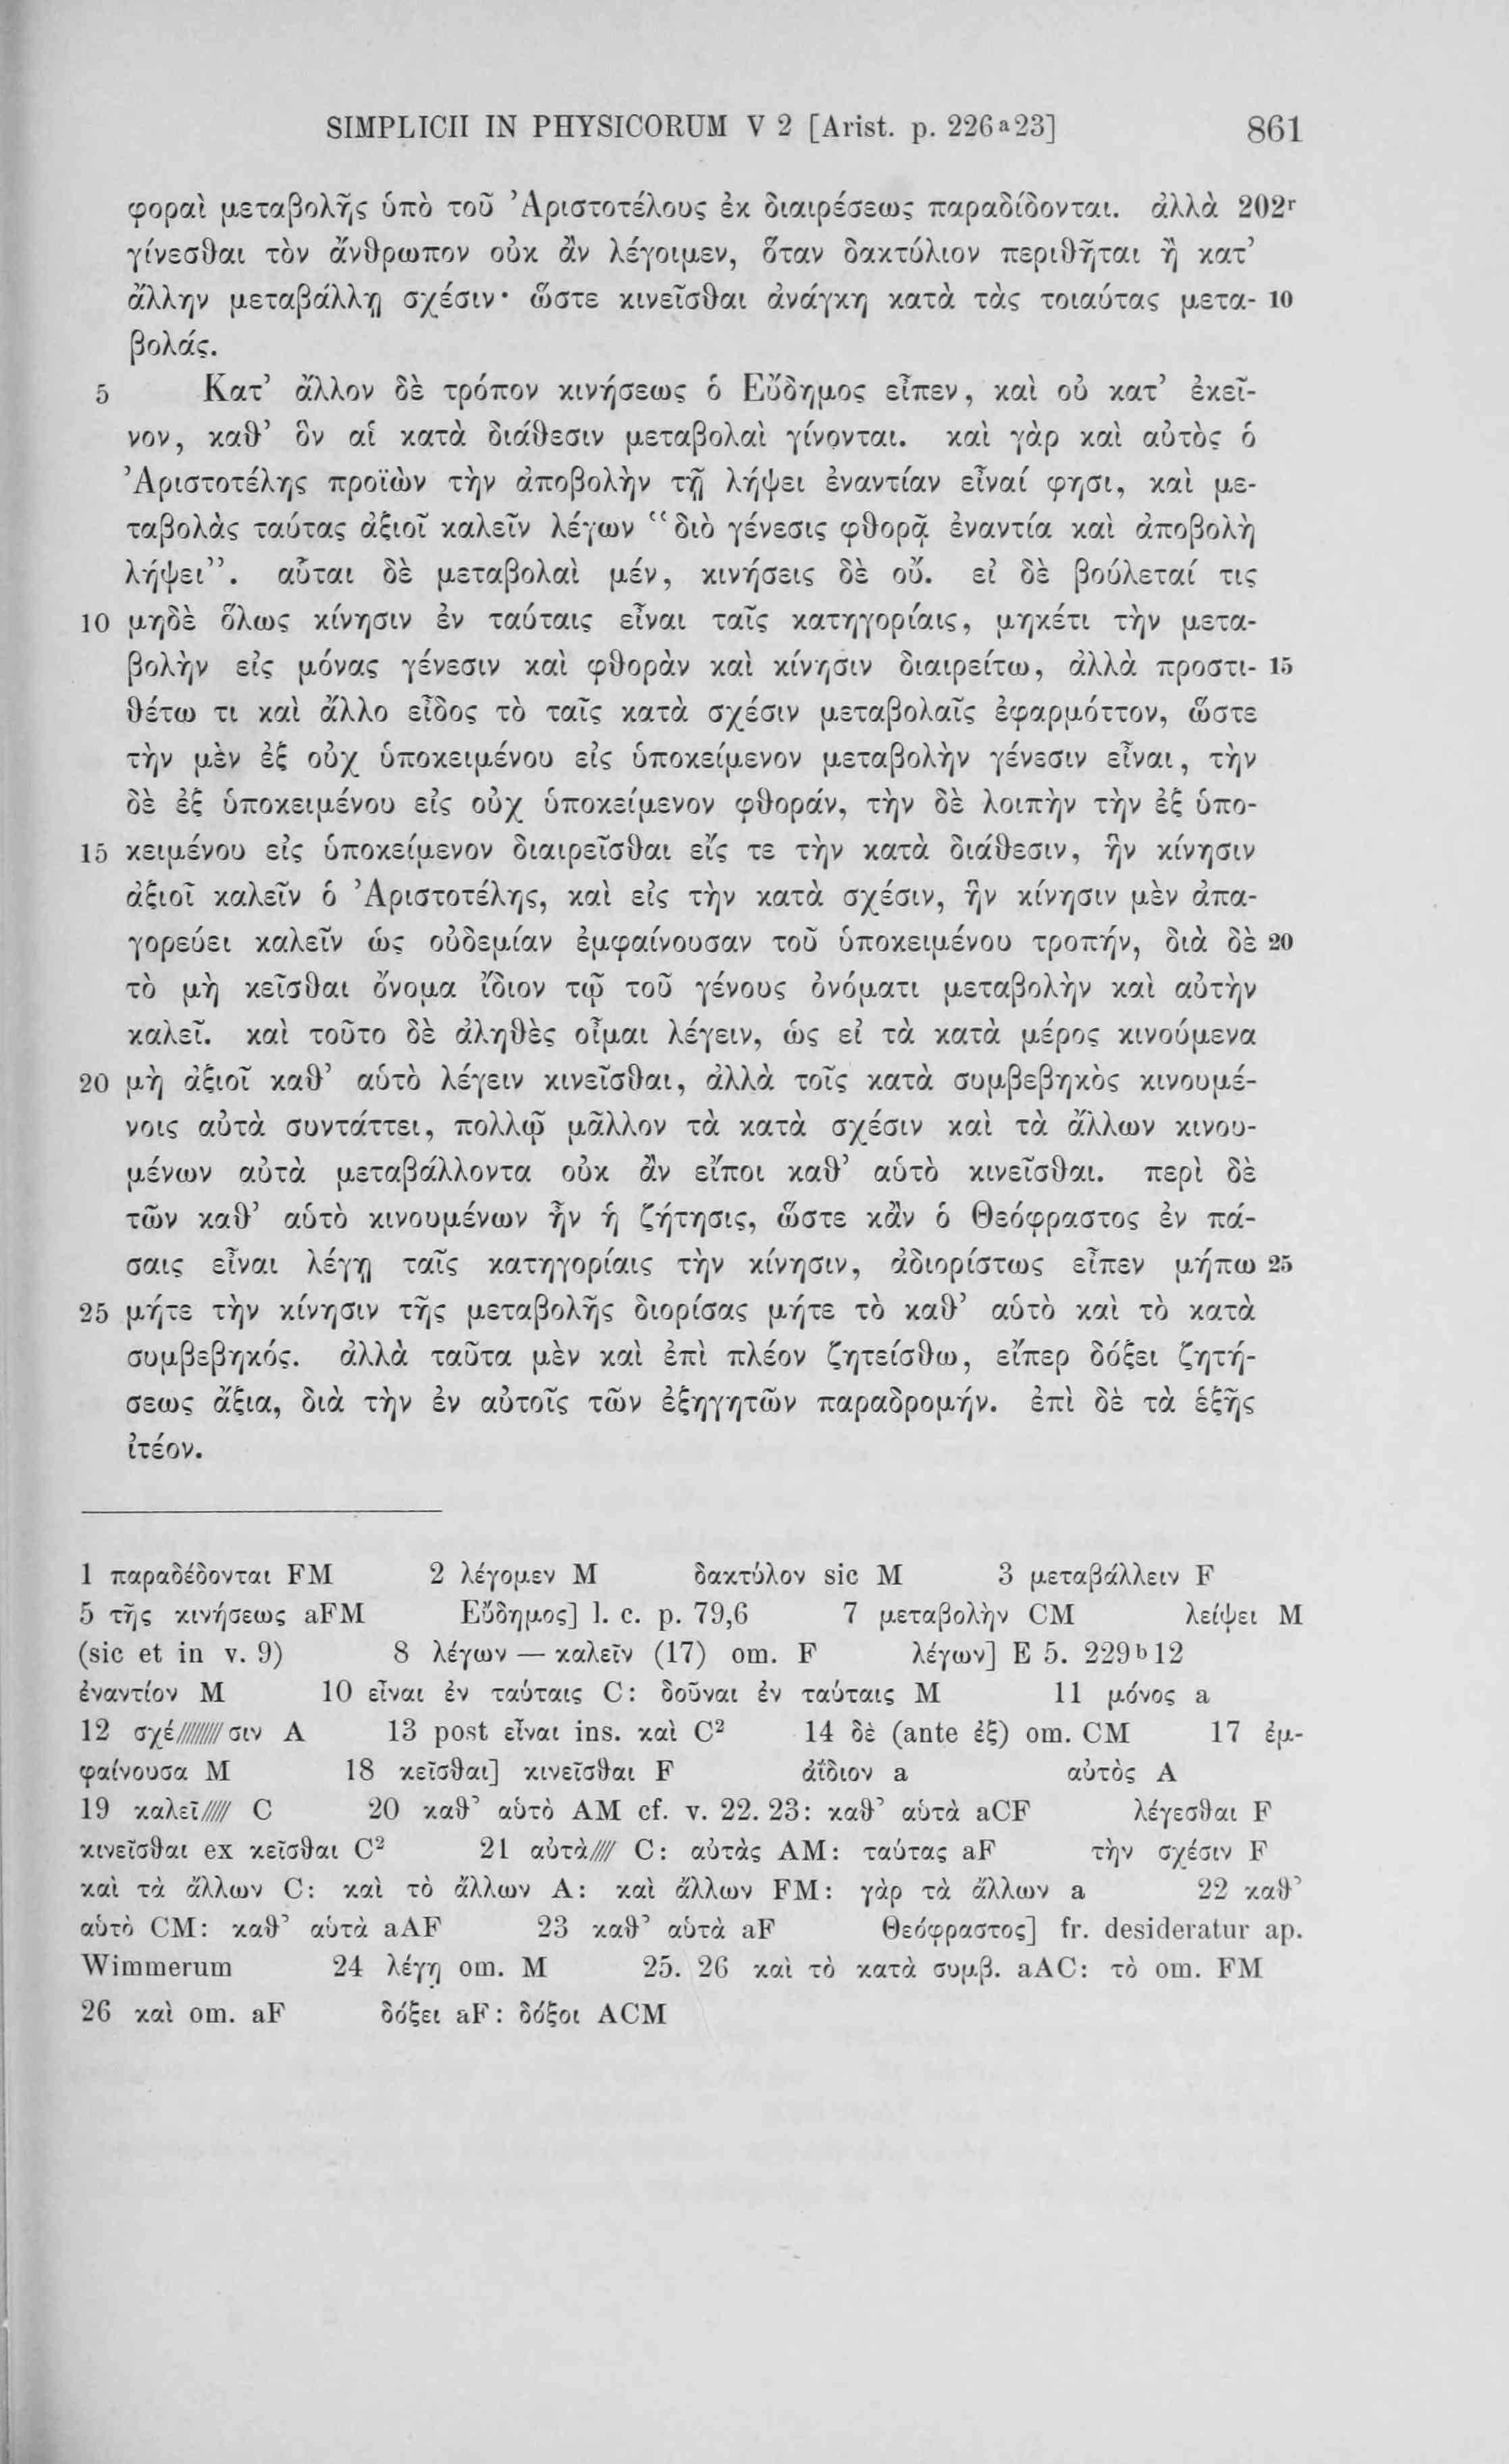 SIMPLICII IN PHYSICORUM V 2 [Arist. p. 226ᵃ23] 861
φοραὶ μεταβολῆς ὑπὸ τοῦ Ἀριστοτέλους ἐκ διαιρέσεως παραδίδονται. ἀλλὰ 202ʳ
γίνεσθαι τὸν ἄνθρωπον οὐκ ἂν λέγοιμεν, ὅταν δακτύλιον περιθῆται ἢ κατ’
ἄλλην μεταβάλλῃ σχέσιν· ὥστε κινεῖσθαι ἀνάγκη κατὰ τὰς τοιαύτας μετα- 10
βολάς.
5 Κατ’ ἄλλον δὲ τρόπον κινήσεως ὁ Εὔδημος εἶπεν, καὶ οὐ κατ’ ἐκεῖ-
νον, καθ’ ὃν αἱ κατὰ διάθεσιν μεταβολαὶ γίνονται. καὶ γὰρ καὶ αὐτὸς ὁ
Ἀριστοτέλης προϊὼν τὴν ἀποβολὴν τῇ λήψει ἐναντίαν εἶναί φησι, καὶ με-
ταβολὰς ταύτας ἀξιοῖ καλεῖν λέγων “διὸ γένεσις φθορᾷ ἐναντία καὶ ἀποβολὴ
λήψει”. αὗται δὲ μεταβολαὶ μέν, κινήσεις δὲ οὔ. εἰ δὲ βούλεταί τις
10 μηδὲ ὅλως κίνησιν ἐν ταύταις εἶναι ταῖς κατηγορίαις, μηκέτι τὴν μετα-
βολὴν εἰς μόνας γένεσιν καὶ φθορὰν καὶ κίνησιν διαιρείτω, ἀλλὰ προστι- 15
θέτω τι καὶ ἄλλο εἶδος τὸ ταῖς κατὰ σχέσιν μεταβολαῖς ἐφαρμόττον, ὥστε
τὴν μὲν ἐξ οὐχ ὑποκειμένου εἰς ὑποκείμενον μεταβολὴν γένεσιν εἶναι, τὴν
δὲ ἐξ ὑποκειμένου εἰς οὐχ ὑποκείμενον φθοράν, τὴν δὲ λοιπὴν τὴν ἐξ ὑπο-
15 κειμένου εἰς ὑποκείμενον διαιρεῖσθαι εἴς τε τὴν κατὰ διάθεσιν, ἣν κίνησιν
ἀξιοῖ καλεῖν ὁ Ἀριστοτέλης, καὶ εἰς τὴν κατὰ σχέσιν, ἣν κίνησιν μὲν ἀπα-
γορεύει καλεῖν ὡς οὐδεμίαν ἐμφαίνουσαν τοῦ ὑποκειμένου τροπήν, διὰ δὲ 20
τὸ μὴ κεῖσθαι ὄνομα ἴδιον τῷ τοῦ γένους ὀνόματι μεταβολὴν καὶ αὐτὴν
καλεῖ. καὶ τοῦτο δὲ ἀληθὲς οἶμαι λέγειν, ὡς εἰ τὰ κατὰ μέρος κινούμενα
20 μὴ ἀξιοῖ καθ’ αὑτὸ λέγειν κινεῖσθαι, ἀλλὰ τοῖς κατὰ συμβεβηκὸς κινουμέ-
νοις αὐτὰ συντάττει, πολλῷ μᾶλλον τὰ κατὰ σχέσιν καὶ τὰ ἄλλων κινου-
μένων αὐτὰ μεταβάλλοντα οὐκ ἂν εἴποι καθ’ αὑτὸ κινεῖσθαι. περὶ δὲ
τῶν καθ’ αὑτὸ κινουμένων ἦν ἡ ζήτησις, ὥστε κἂν ὁ Θεόφραστος ἐν πά-
σαις εἶναι λέγῃ ταῖς κατηγορίαις τὴν κίνησιν, ἀδιορίστως εἶπεν μήπω 25
25 μήτε τὴν κίνησιν τῆς μεταβολῆς διορίσας μήτε τὸ καθ’ αὑτὸ καὶ τὸ κατὰ
συμβεβηκός. ἀλλὰ ταῦτα μὲν καὶ ἐπὶ πλέον ζητείσθω, εἴπερ δόξει ζητή-
σεως ἄξια, διὰ τὴν ἐν αὐτοῖς τῶν ἐξηγητῶν παραδρομήν. ἐπὶ δὲ τὰ ἑξῆς
ἰτέον.
1 παραδέδονται FM 2 λέγομεν M δακτύλον sic M 3 μεταβάλλειν F
5 τῆς κινήσεως aFM Εὔδημος] l. c. p. 79,6 7 μεταβολὴν CM λείψει M
(sic et in v. 9) 8 λέγων — καλεῖν (17) om. F λέγων] E 5. 229ᵇ12
ἐναντίον M 10 εἶναι ἐν ταύταις C: δοῦναι ἐν ταύταις M 11 μόνος a
12 σχέ///////σιν A 13 post εἶναι ins. καὶ C² 14 δὲ (ante ἐξ) om. CM 17 ἐμ-
φαίνουσα M 18 κεῖσθαι] κινεῖσθαι F ἀΐδιον a αὐτὸς A
19 καλεῖ///// C 20 καθ’ αὑτὸ AM cf. v. 22. 23: καθ’ αὑτὰ aCF λέγεσθαι F
κινεῖσθαι ex κεῖσθαι C² 21 αὐτὰ//// C: αὐτὰς AM: ταύτας aF τὴν σχέσιν F
καὶ τὰ ἄλλων C: καὶ τὸ ἄλλων A: καὶ ἄλλων FM: γὰρ τὰ ἄλλων a 22 καθ’
αὑτὸ CM: καθ’ αὑτὰ aAF 23 καθ’ αὑτὰ aF Θεόφραστος] fr. desideratur ap.
Wimmerum 24 λέγῃ om. M 25. 26 καὶ τὸ κατὰ συμβ. aAC: τὸ om. FM
26 καὶ om. aF δόξει aF: δόξοι ACM